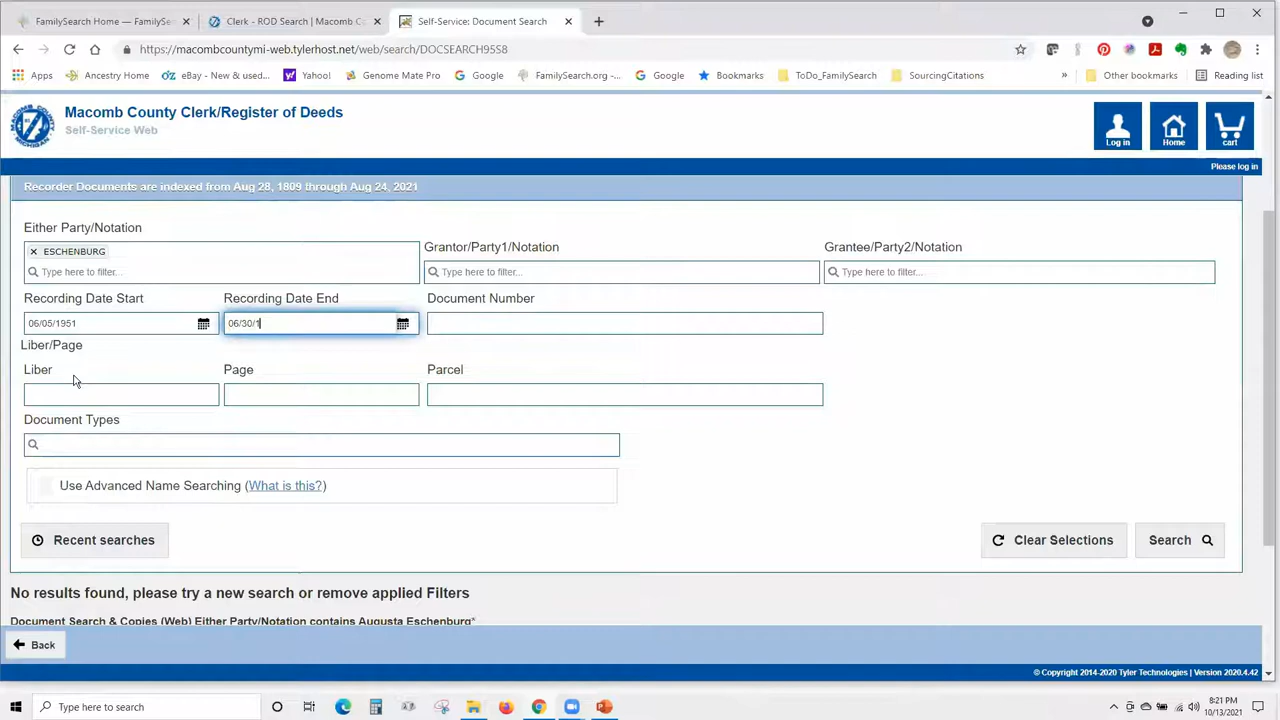 FamilySearch Home — FamilySe
Clerk - ROD Search | Macomb C
Self-Service: Document Search
https://macombcountymi-web.tylerhost.net/web/search/DOCSEARCH95S8
Apps
Ancestry Home
eBay - New & used...
Yahoo!
Genome Mate Pro
Google
FamilySearch.org -...
Google
Bookmarks
ToDo_FamilySearch
SourcingCitations
»
Other bookmarks
Reading list
Macomb County Clerk/Register of Deeds
Self-Service Web
Log in
Home
cart
Please log in
Recorder Documents are indexed from Aug 28, 1809 through Aug 24, 2021
Either Party/Notation
ESCHENBURG
Type here to filter...
Grantor/Party1/Notation
Type here to filter...
Grantee/Party2/Notation
Type here to filter...
Recording Date Start
Recording Date End
Document Number
06/05/1951
06/30/1
Liber/Page
Liber
Page
Parcel
Document Types
Use Advanced Name Searching (What is this?)
Recent searches
Clear Selections
Search
No results found, please try a new search or remove applied Filters
Document Search & Copies (Web) Either Party/Notation contains Augusta Eschenburg*
Back
© Copyright 2014-2020 Tyler Technologies | Version 2020.4.42
Type here to search
8:21 PM
10/13/2021